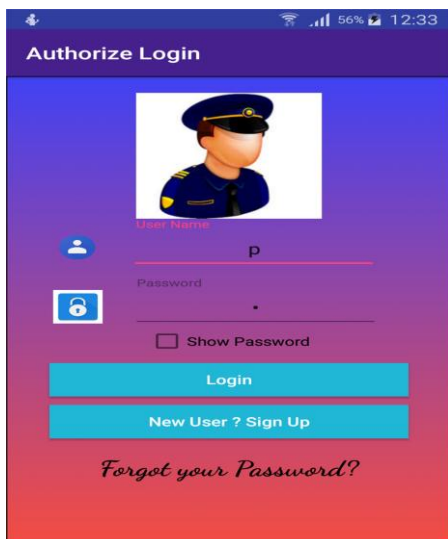 56% 12:33
Authorize Login
User Name
p
Password
Show Password
Login
New User ? Sign Up
Forgot your Password?